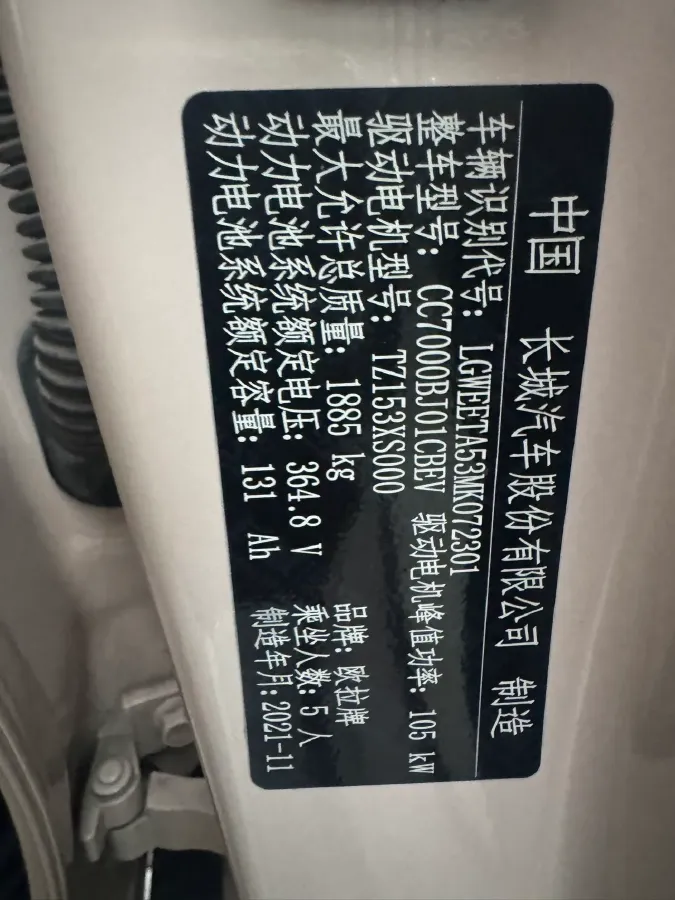 中国 长城汽车股份有限公司 制造
车辆识别代号: LGWEETA53MK072301
整车型号: CC7000BJ01CBEV 驱动电机峰值功率: 105 kW
驱动电机型号: TZ153XS000
最大允许总质量: 1885 kg 品牌: 欧拉牌
动力电池系统额定电压: 364.8 V 乘坐人数: 5 人
动力电池系统额定容量: 131 Ah 制造年月: 2021-11